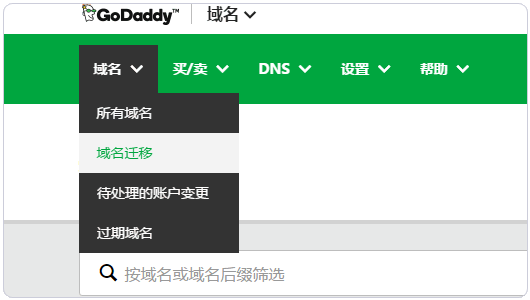 GoDaddy™ 域名
域名 买/卖 DNS 设置 帮助
所有域名
域名迁移
待处理的账户变更
过期域名
按域名或域名后缀筛选